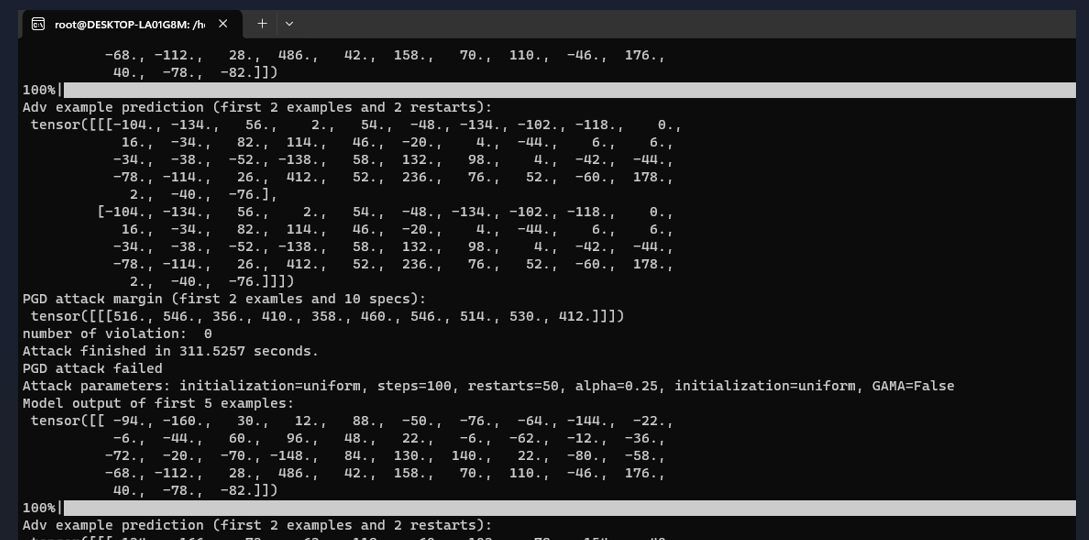 root@DESKTOP-LA01G8M: /h
-68., -112., 28., 486., 42., 158., 70., 110., -46., 176.,
40., -78., -82.]])
100%|
Adv example prediction (first 2 examples and 2 restarts):
tensor([[[-104., -134., 56., 2., 54., -48., -134., -102., -118., 0.,
16., -34., 82., 114., 46., -20., 4., -44., 6., 6.,
-34., -38., -52., -138., 58., 132., 98., 4., -42., -44.,
-78., -114., 26., 412., 52., 236., 76., 52., -60., 178.,
2., -40., -76.],
[-104., -134., 56., 2., 54., -48., -134., -102., -118., 0.,
16., -34., 82., 114., 46., -20., 4., -44., 6., 6.,
-34., -38., -52., -138., 58., 132., 98., 4., -42., -44.,
-78., -114., 26., 412., 52., 236., 76., 52., -60., 178.,
2., -40., -76.]]])
PGD attack margin (first 2 examles and 10 specs):
tensor([[[516., 546., 356., 410., 358., 460., 546., 514., 530., 412.]]])
number of violation: 0
Attack finished in 311.5257 seconds.
PGD attack failed
Attack parameters: initialization=uniform, steps=100, restarts=50, alpha=0.25, initialization=uniform, GAMA=False
Model output of first 5 examples:
tensor([[ -94., -160., 30., 12., 88., -50., -76., -64., -144., -22.,
-6., -44., 60., 96., 48., 22., -6., -62., -12., -36.,
-72., -20., -70., -148., 84., 130., 140., 22., -80., -58.,
-68., -112., 28., 486., 42., 158., 70., 110., -46., 176.,
40., -78., -82.]])
100%|
Adv example prediction (first 2 examples and 2 restarts):